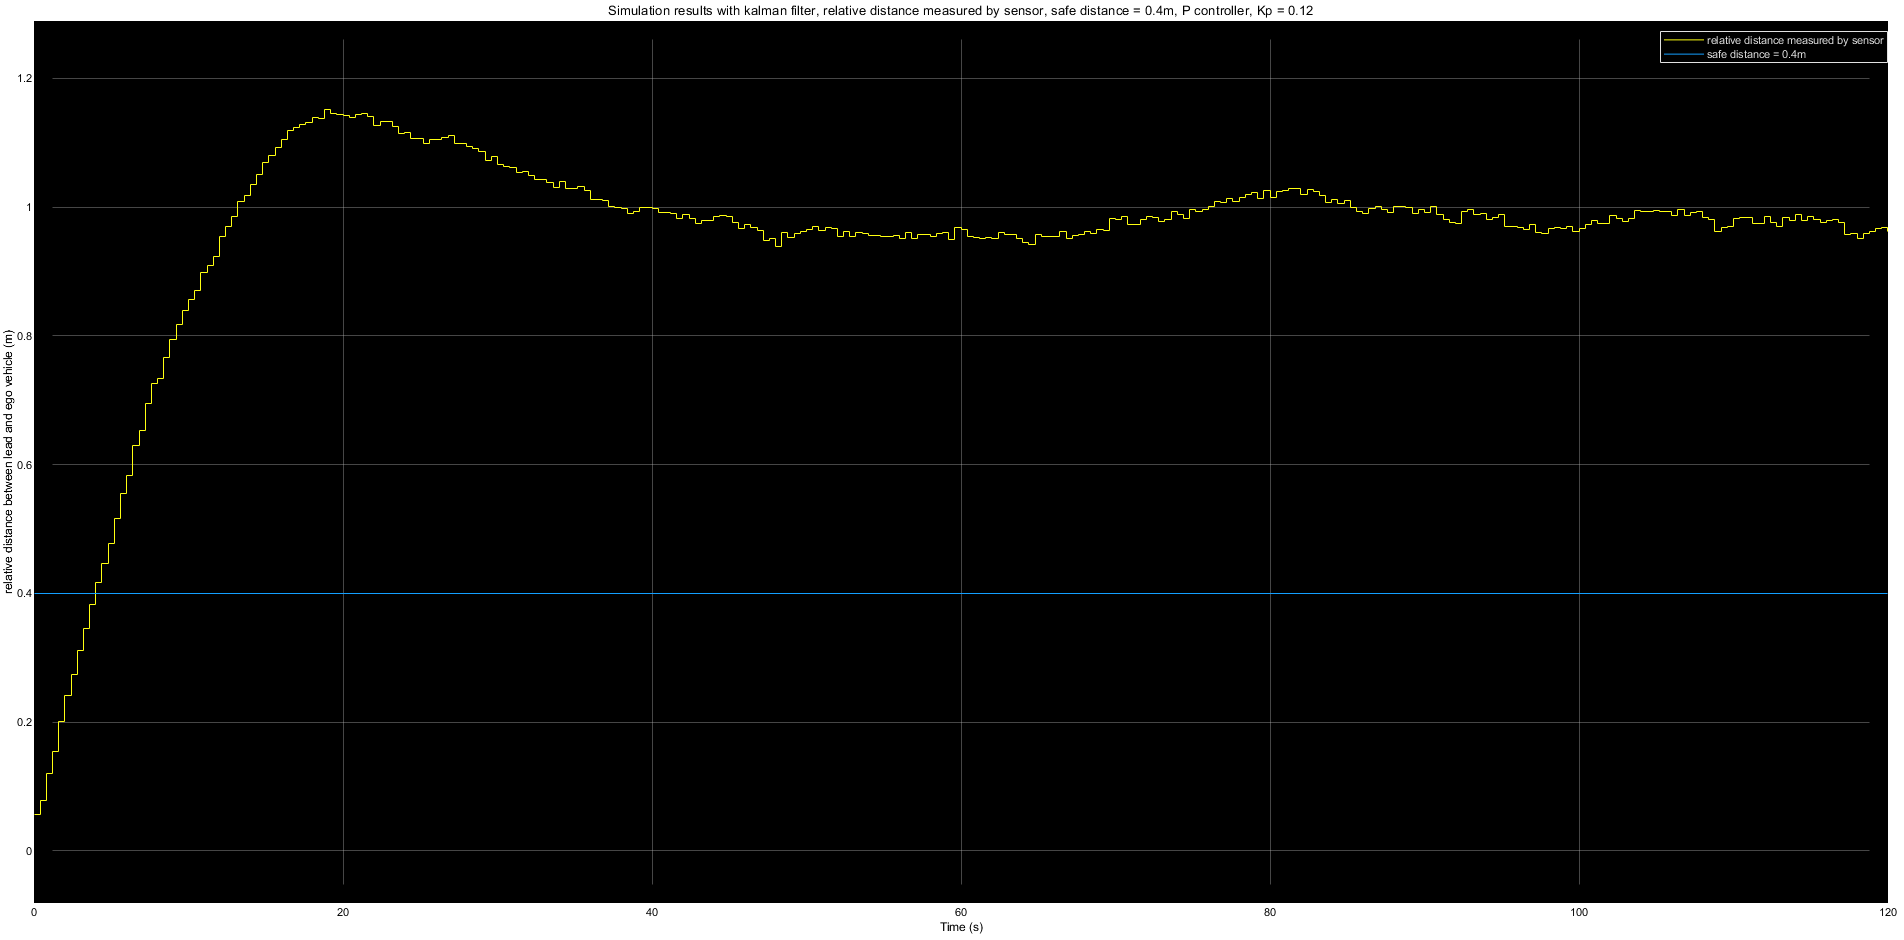 Simulation results with kalman filter, relative distance measured by sensor, safe distance = 0.4m, P controller, Kp = 0.12
relative distance measured by sensor
safe distance = 0.4m
relative distance between lead and ego vehicle (m)
1.2
1
0.8
0.6
0.4
0.2
0
0 20 40 60 80 100 120
Time (s)